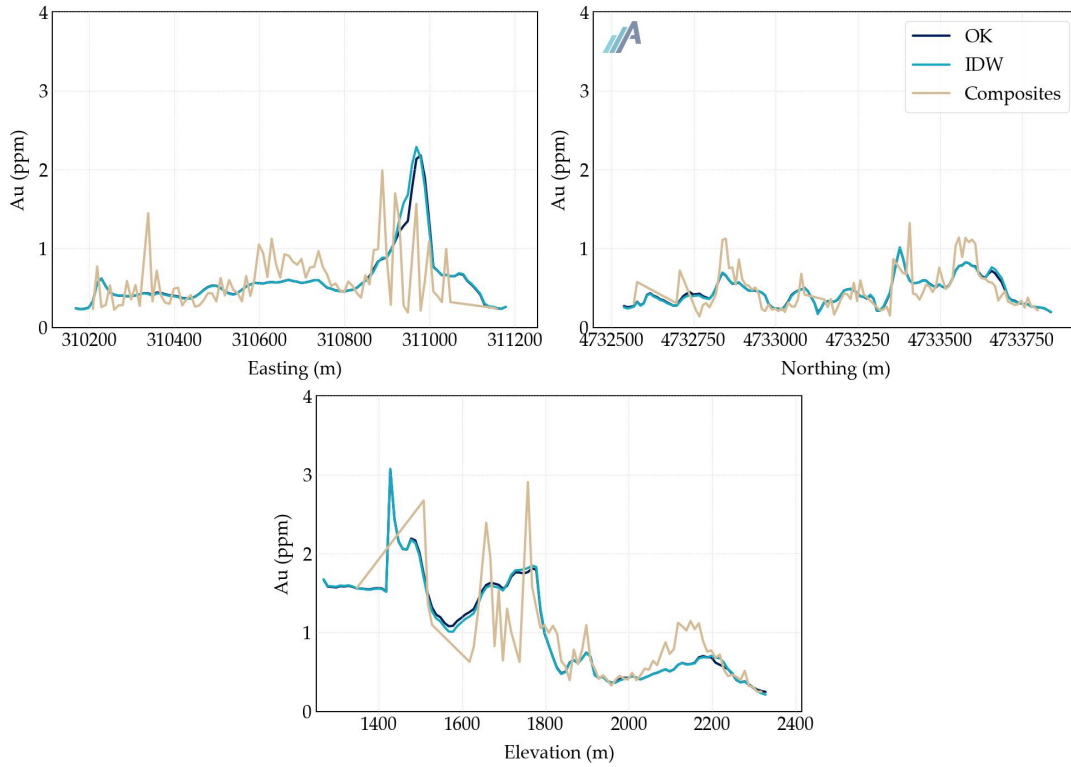 4
3
2
1
0
Au (ppm)
310200 310400 310600 310800 311000 311200
Easting (m)
4
3
2
1
0
Au (ppm)
4732500 4732750 4733000 4733250 4733500 4733750
Northing (m)
A
OK
IDW
Composites
4
3
2
1
0
Au (ppm)
1400 1600 1800 2000 2200 2400
Elevation (m)